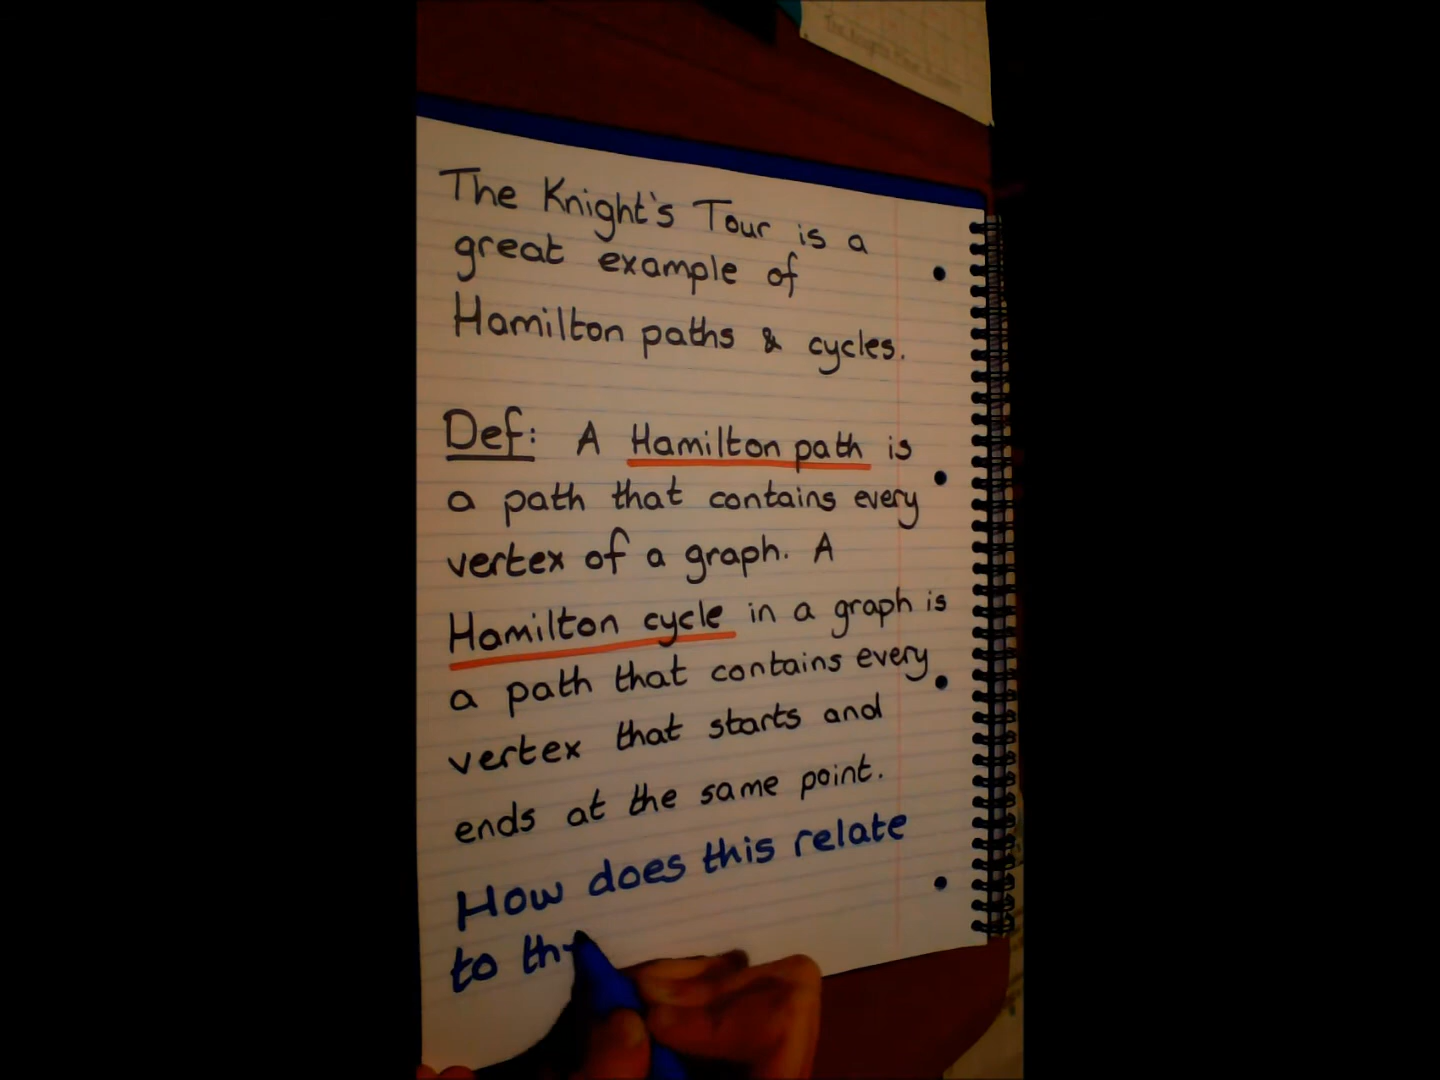 The Knight's Tour is a
great example of
Hamilton paths & cycles.
Def: A Hamilton path is
a path that contains every
vertex of a graph. A
Hamilton cycle in a graph is
a path that contains every
vertex that starts and
ends at the same point.
How does this relate
to th